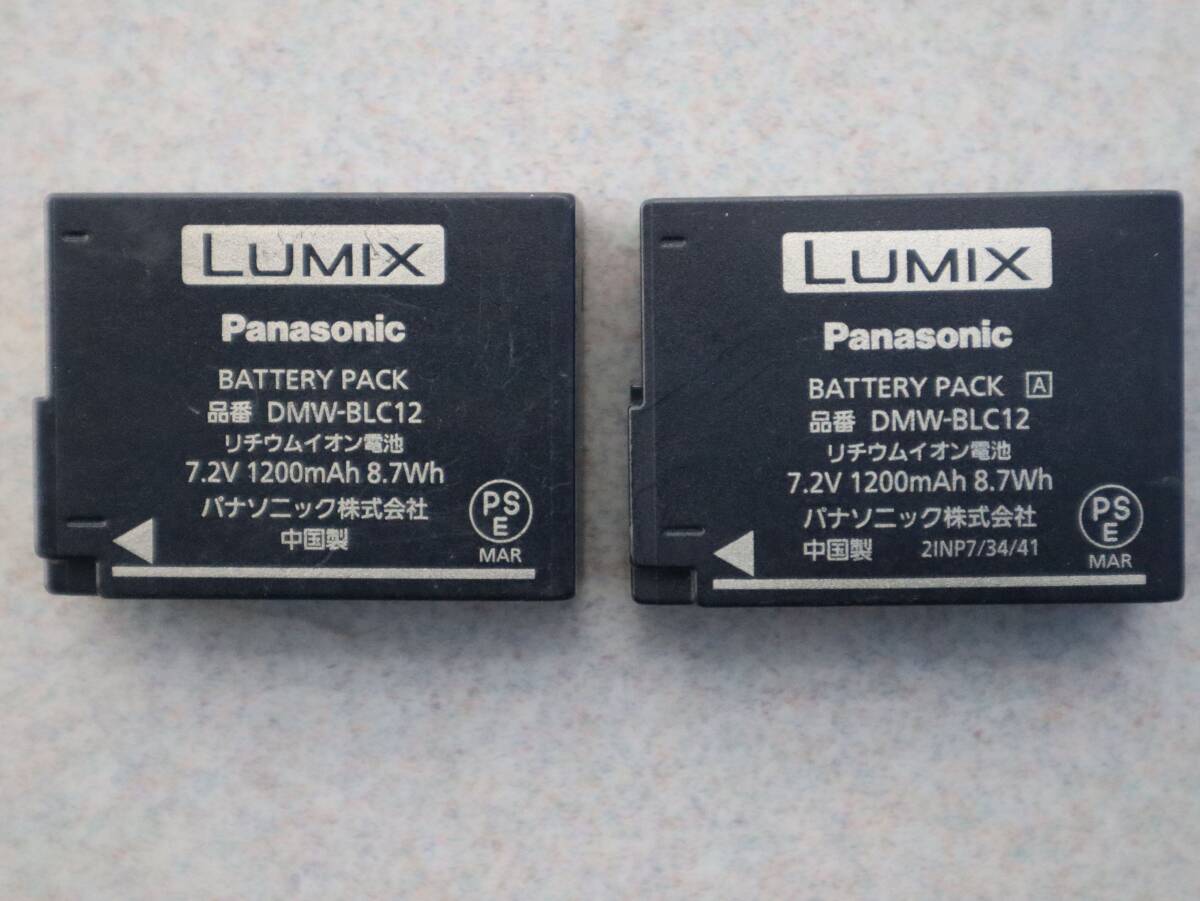 LUMIX
Panasonic
BATTERY PACK
品番 DMW-BLC12
リチウムイオン電池
7.2V 1200mAh 8.7Wh
パナソニック株式会社
中国製
PS
E
MAR
LUMIX
Panasonic
BATTERY PACK A
品番 DMW-BLC12
リチウムイオン電池
7.2V 1200mAh 8.7Wh
パナソニック株式会社
中国製 2INP7/34/41
PS
E
MAR